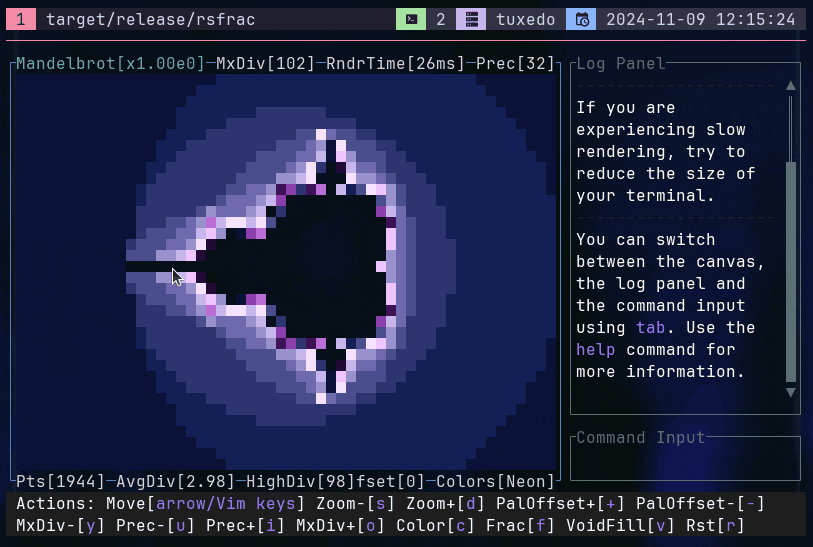 1 target/release/rsfrac 2 tuxedo 2024-11-09 12:15:24
Mandelbrot[x1.00e0] MxDiv[102] RndrTime[26ms] Prec[32]
Log Panel
If you are
experiencing slow
rendering, try to
reduce the size of
your terminal.
You can switch
between the canvas,
the log panel and
the command input
using tab. Use the
help command for
more information.
Command Input
Pts[1944] AvgDiv[2.98] HighDiv[98]fset[0] Colors[Neon]
Actions: Move[arrow/Vim keys] Zoom-[s] Zoom+[d] PalOffset+[+] PalOffset-[-]
MxDiv-[y] Prec-[u] Prec+[i] MxDiv+[o] Color[c] Frac[f] VoidFill[v] Rst[r]